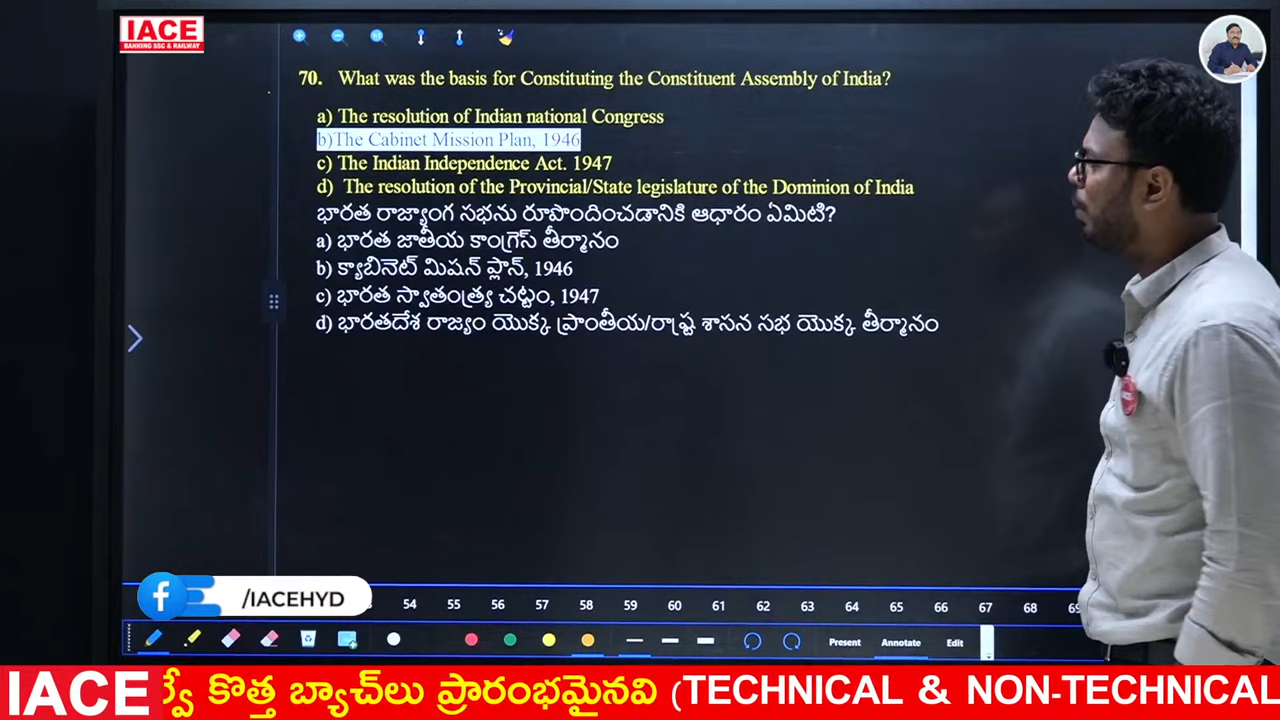 IACE
BANKING SSC & RAILWAY
70. What was the basis for Constituting the Constituent Assembly of India?
a) The resolution of Indian national Congress
b)The Cabinet Mission Plan, 1946
c) The Indian Independence Act. 1947
d) The resolution of the Provincial/State legislature of the Dominion of India
భారత రాజ్యాంగ సభను రూపొందించడానికి ఆధారం ఏమిటి?
a) భారత జాతీయ కాంగ్రెస్ తీర్మానం
b) క్యాబినెట్ మిషన్ ప్లాన్, 1946
c) భారత స్వాతంత్ర్య చట్టం, 1947
d) భారతదేశ రాజ్యం యొక్క ప్రాంతీయ/రాష్ట్ర శాసన సభ యొక్క తీర్మానం
/IACEHYD
54 55 56 57 58 59 60 61 62 63 64 65 66 67 68
Present Annotate Edit
IACE కొత్త బ్యాచ్‌లు ప్రారంభమైనవి (TECHNICAL & NON-TECHNICAL